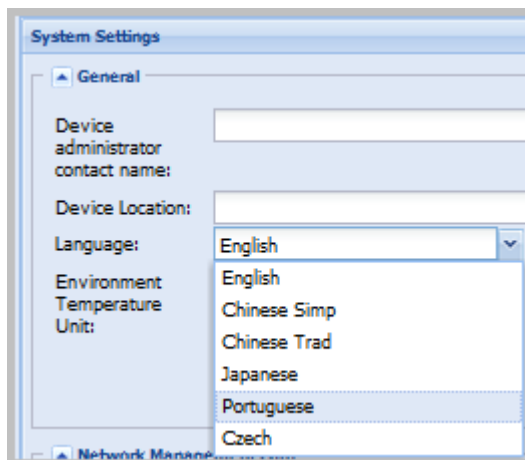 System Settings
General
Device
administrator
contact name:
Device Location:
Language:
English
Environment
Temperature
Unit:
English
Chinese Simp
Chinese Trad
Japanese
Portuguese
Czech
Network